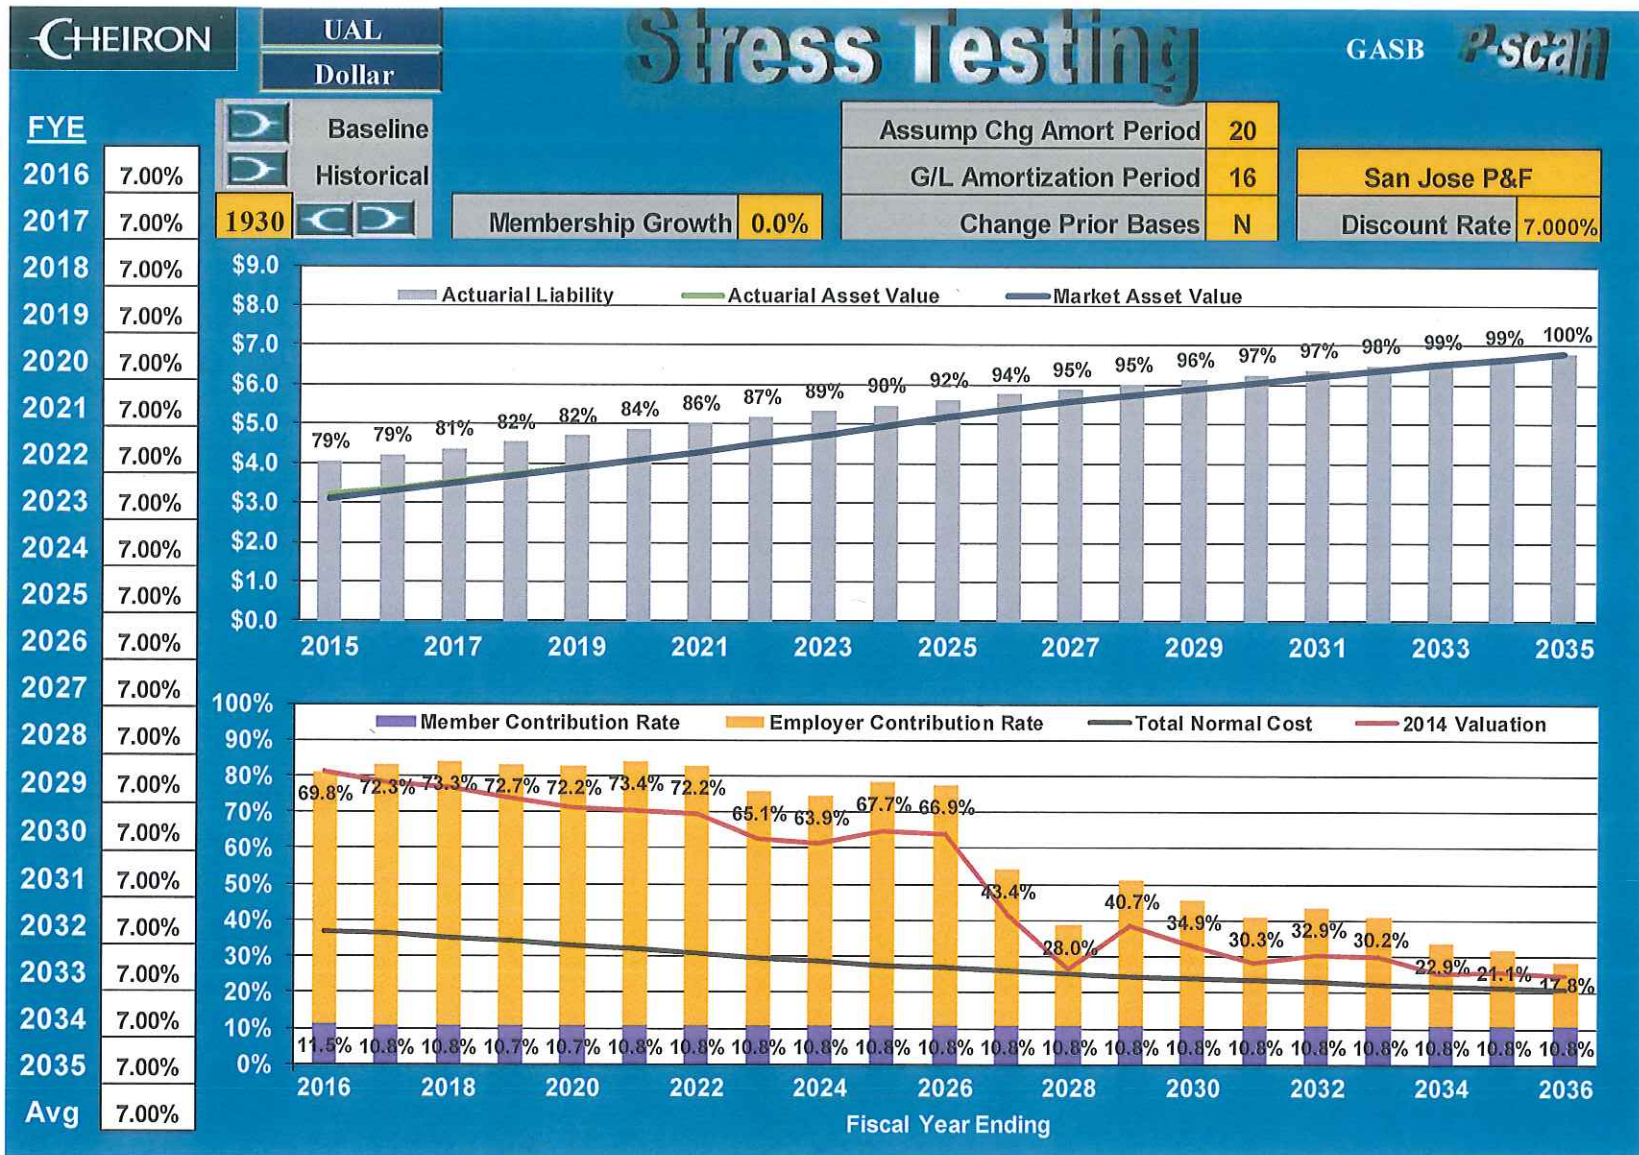 CHEIRON
UAL
Dollar
Stress Testing
GASB
P-scan
FYE
2016 7.00%
2017 7.00%
2018 7.00%
2019 7.00%
2020 7.00%
2021 7.00%
2022 7.00%
2023 7.00%
2024 7.00%
2025 7.00%
2026 7.00%
2027 7.00%
2028 7.00%
2029 7.00%
2030 7.00%
2031 7.00%
2032 7.00%
2033 7.00%
2034 7.00%
2035 7.00%
Avg 7.00%
Baseline
Historical
1930
Membership Growth 0.0%
Assump Chg Amort Period 20
G/L Amortization Period 16
Change Prior Bases N
San Jose P&F
Discount Rate 7.000%
Actuarial Liability Actuarial Asset Value Market Asset Value
$9.0
$8.0
$7.0
$6.0
$5.0
$4.0
$3.0
$2.0
$1.0
$0.0
79% 79% 81% 82% 82% 84% 86% 87% 89% 90% 92% 94% 95% 95% 96% 97% 97% 98% 99% 99% 100%
2015 2017 2019 2021 2023 2025 2027 2029 2031 2033 2035
Member Contribution Rate Employer Contribution Rate Total Normal Cost 2014 Valuation
100%
90%
80%
70%
60%
50%
40%
30%
20%
10%
0%
69.8% 72.3% 73.3% 72.7% 72.2% 73.4% 72.2% 65.1% 63.9% 67.7% 66.9% 43.4% 28.0% 40.7% 34.9% 30.3% 32.9% 30.2% 22.9% 21.1% 17.8%
11.5% 10.8% 10.8% 10.7% 10.7% 10.8% 10.8% 10.8% 10.8% 10.8% 10.8% 10.8% 10.8% 10.8% 10.8% 10.8% 10.8% 10.8% 10.8% 10.8% 10.8%
2016 2018 2020 2022 2024 2026 2028 2030 2032 2034 2036
Fiscal Year Ending